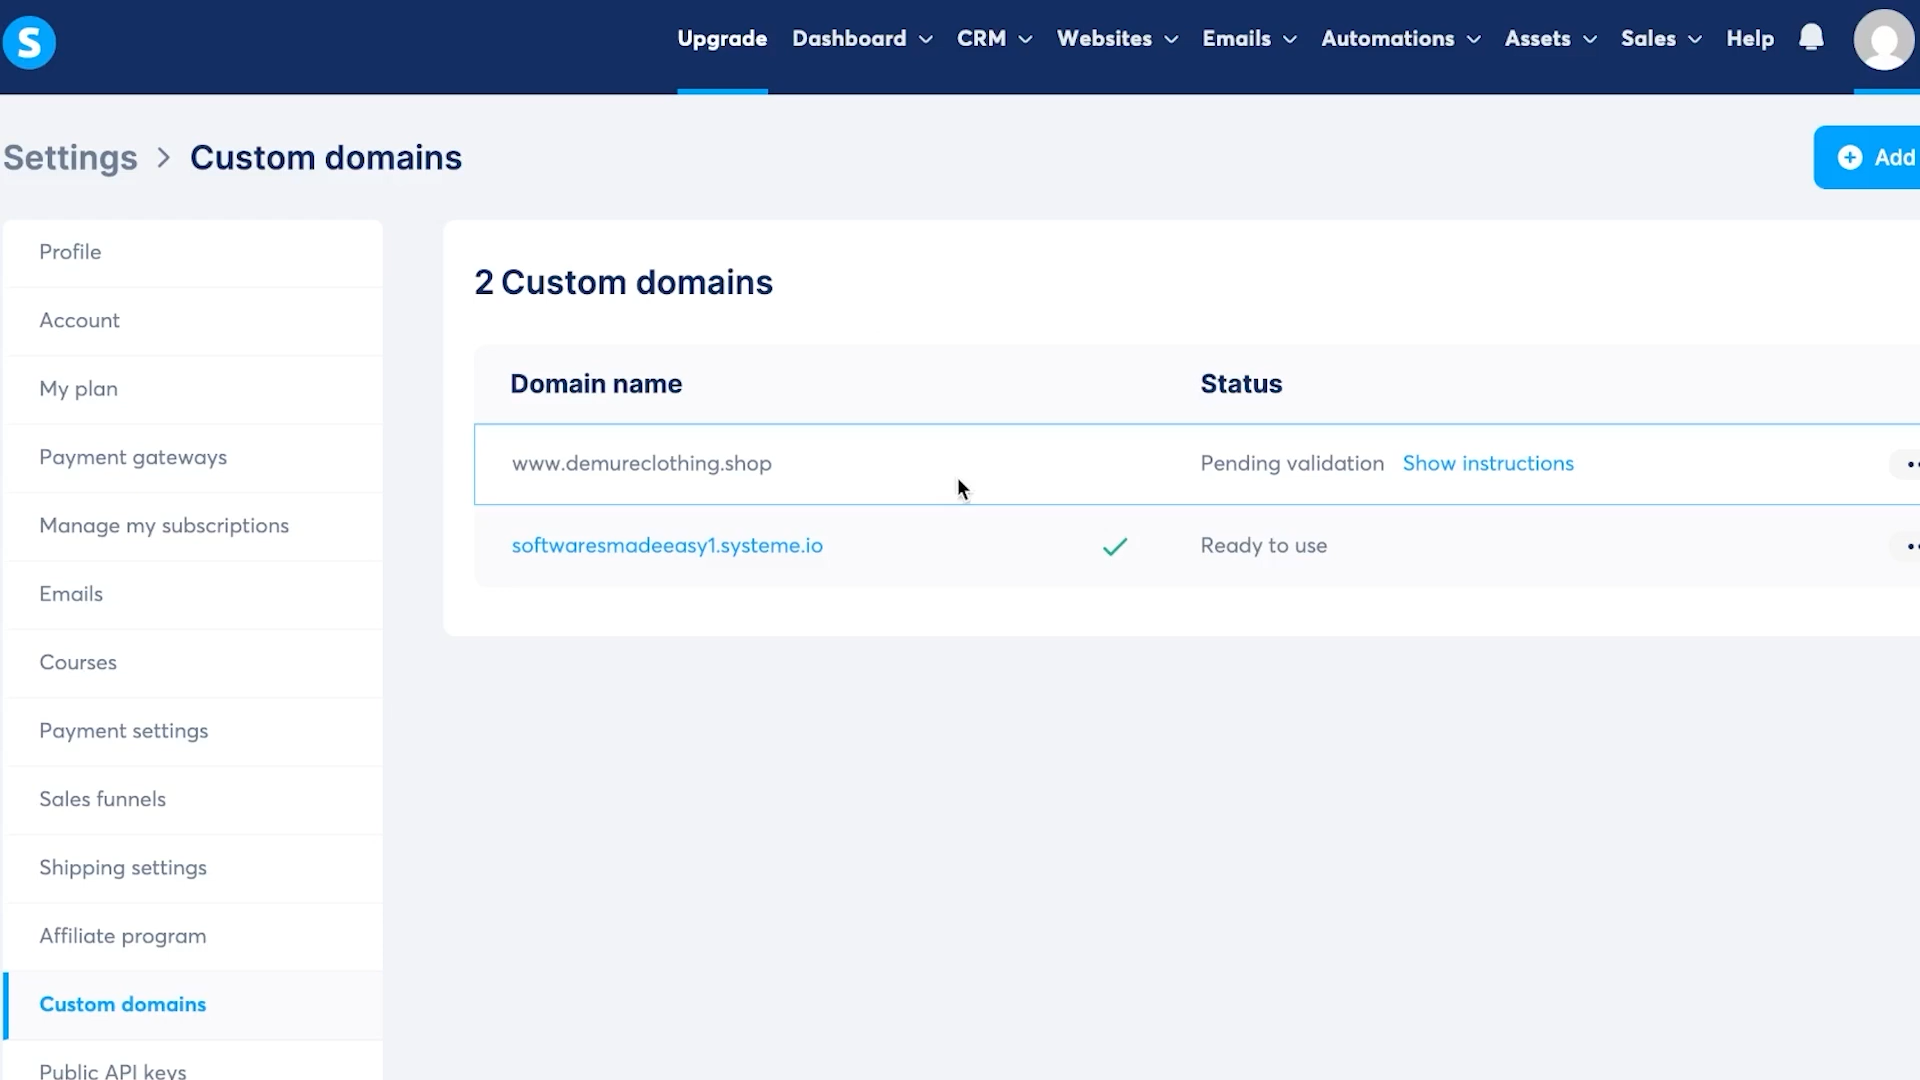 S
Upgrade Dashboard CRM Websites Emails Automations Assets Sales Help
Settings > Custom domains
Add
Profile
Account
My plan
Payment gateways
Manage my subscriptions
Emails
Courses
Payment settings
Sales funnels
Shipping settings
Affiliate program
Custom domains
Public API keys
2 Custom domains
Domain name Status
www.demureclothing.shop Pending validation Show instructions
softwaresmadeeasy1.systeme.io Ready to use